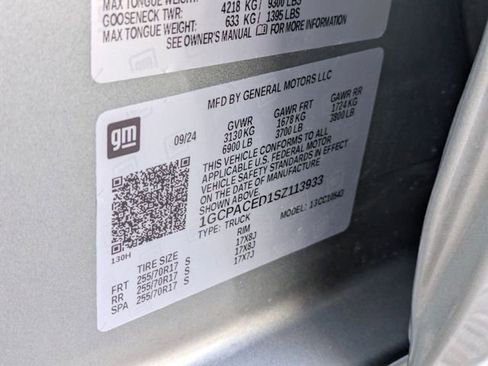 MAX TONGUE WEIGHT:
GOOSENECK TWR: 4218 KG / 9300 LBS
MAX TONGUE WEIGHT: 633 KG / 1395 LBS
SEE OWNER'S MANUAL FOR MORE INFORMATION
MFD BY GENERAL MOTORS LLC
gm
09/24
GVWR GAWR FRT GAWR RR
3130 KG 1678 KG 1724 KG
6900 LB 3700 LB 3800 LB
THIS VEHICLE CONFORMS TO ALL
APPLICABLE U.S. FEDERAL MOTOR
VEHICLE SAFETY STANDARDS IN EFFECT
ON THE DATE OF MANUFACTURE SHOWN ABOVE.
1GCPACED1SZ113933
TYPE: TRUCK MODEL:
130H
TIRE SIZE RIM
FRT 255/70R17 S 17X8J
RR 255/70R17 S 17X8J
SPA 255/70R17 S 17X7J